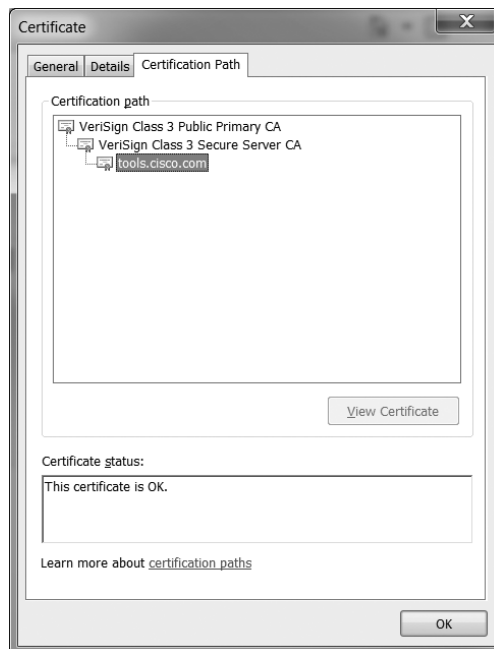 Certificate
X
General Details Certification Path
Certification path
VeriSign Class 3 Public Primary CA
VeriSign Class 3 Secure Server CA
tools.cisco.com
View Certificate
Certificate status:
This certificate is OK.
Learn more about certification paths
OK